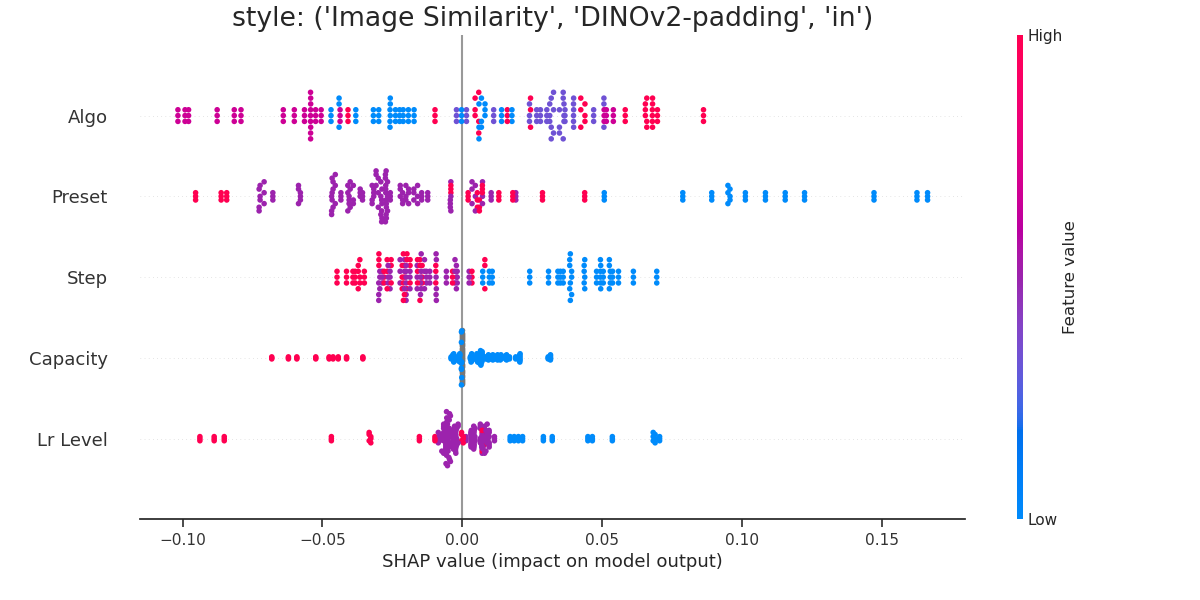 style: ('Image Similarity', 'DINOv2-padding', 'in')
High
Algo
Preset
Step
Capacity
Lr Level
Feature value
Low
−0.10
−0.05
0.00
0.05
0.10
0.15
SHAP value (impact on model output)